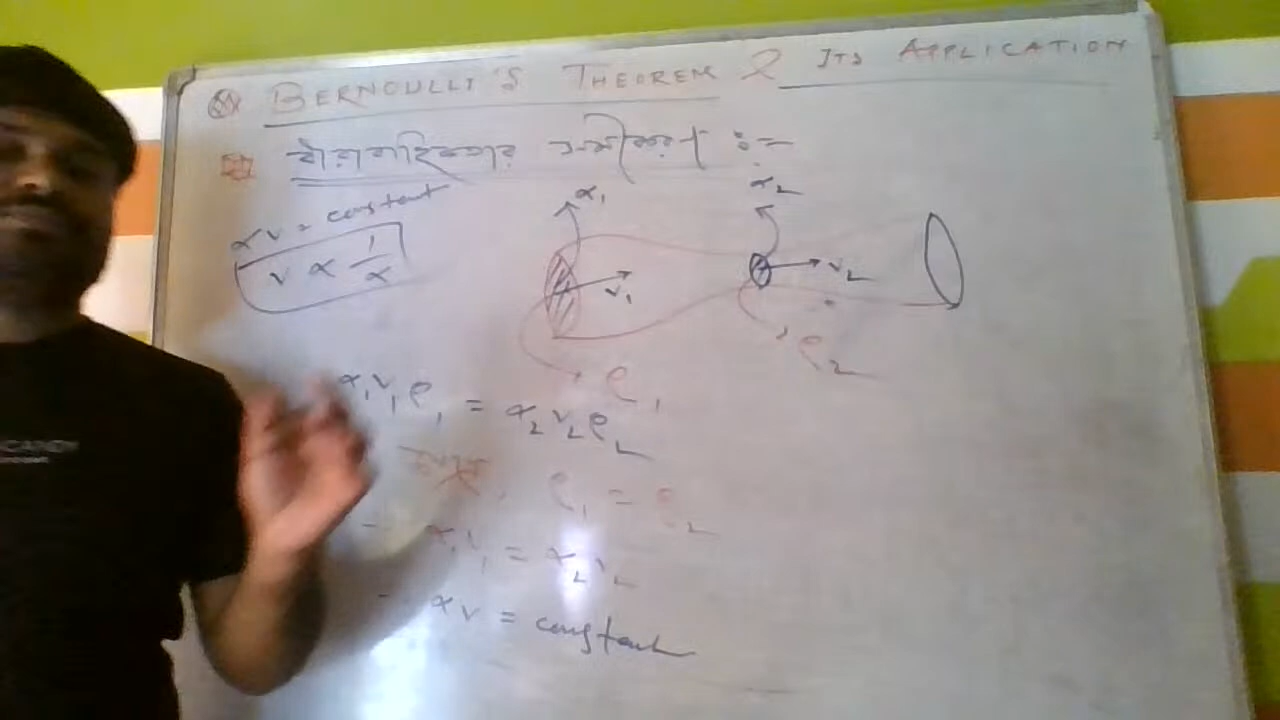 BERNOULLI'S THEOREM & ITS APPLICATION
ধারাবাহিকতার সমীকরণ :-
αv = constant
v ∝ 1/α
α₁
α₂
v₁
v₂
ρ₁
ρ₂
α₁v₁ρ₁ = α₂v₂ρ₂
ρ₁ = ρ₂
α₁v₁ = α₂v₂
αv = constant